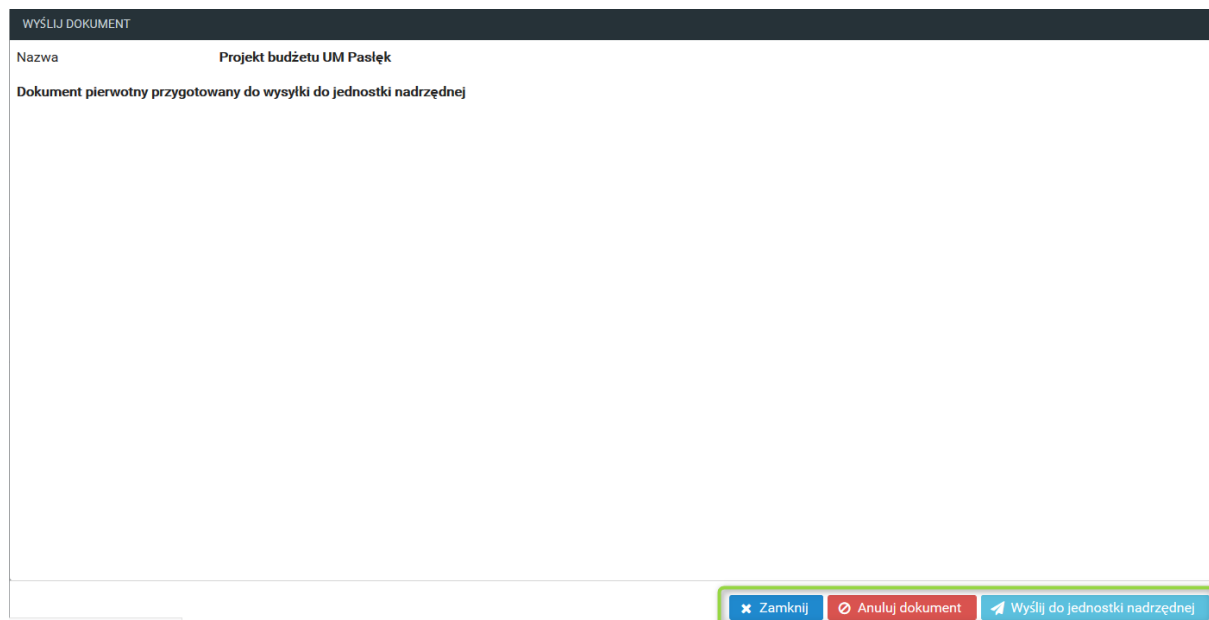 WYŚLIJ DOKUMENT
Nazwa Projekt budżetu UM Pasłęk
Dokument pierwotny przygotowany do wysyłki do jednostki nadrzędnej
Zamknij Anuluj dokument Wyślij do jednostki nadrzędnej